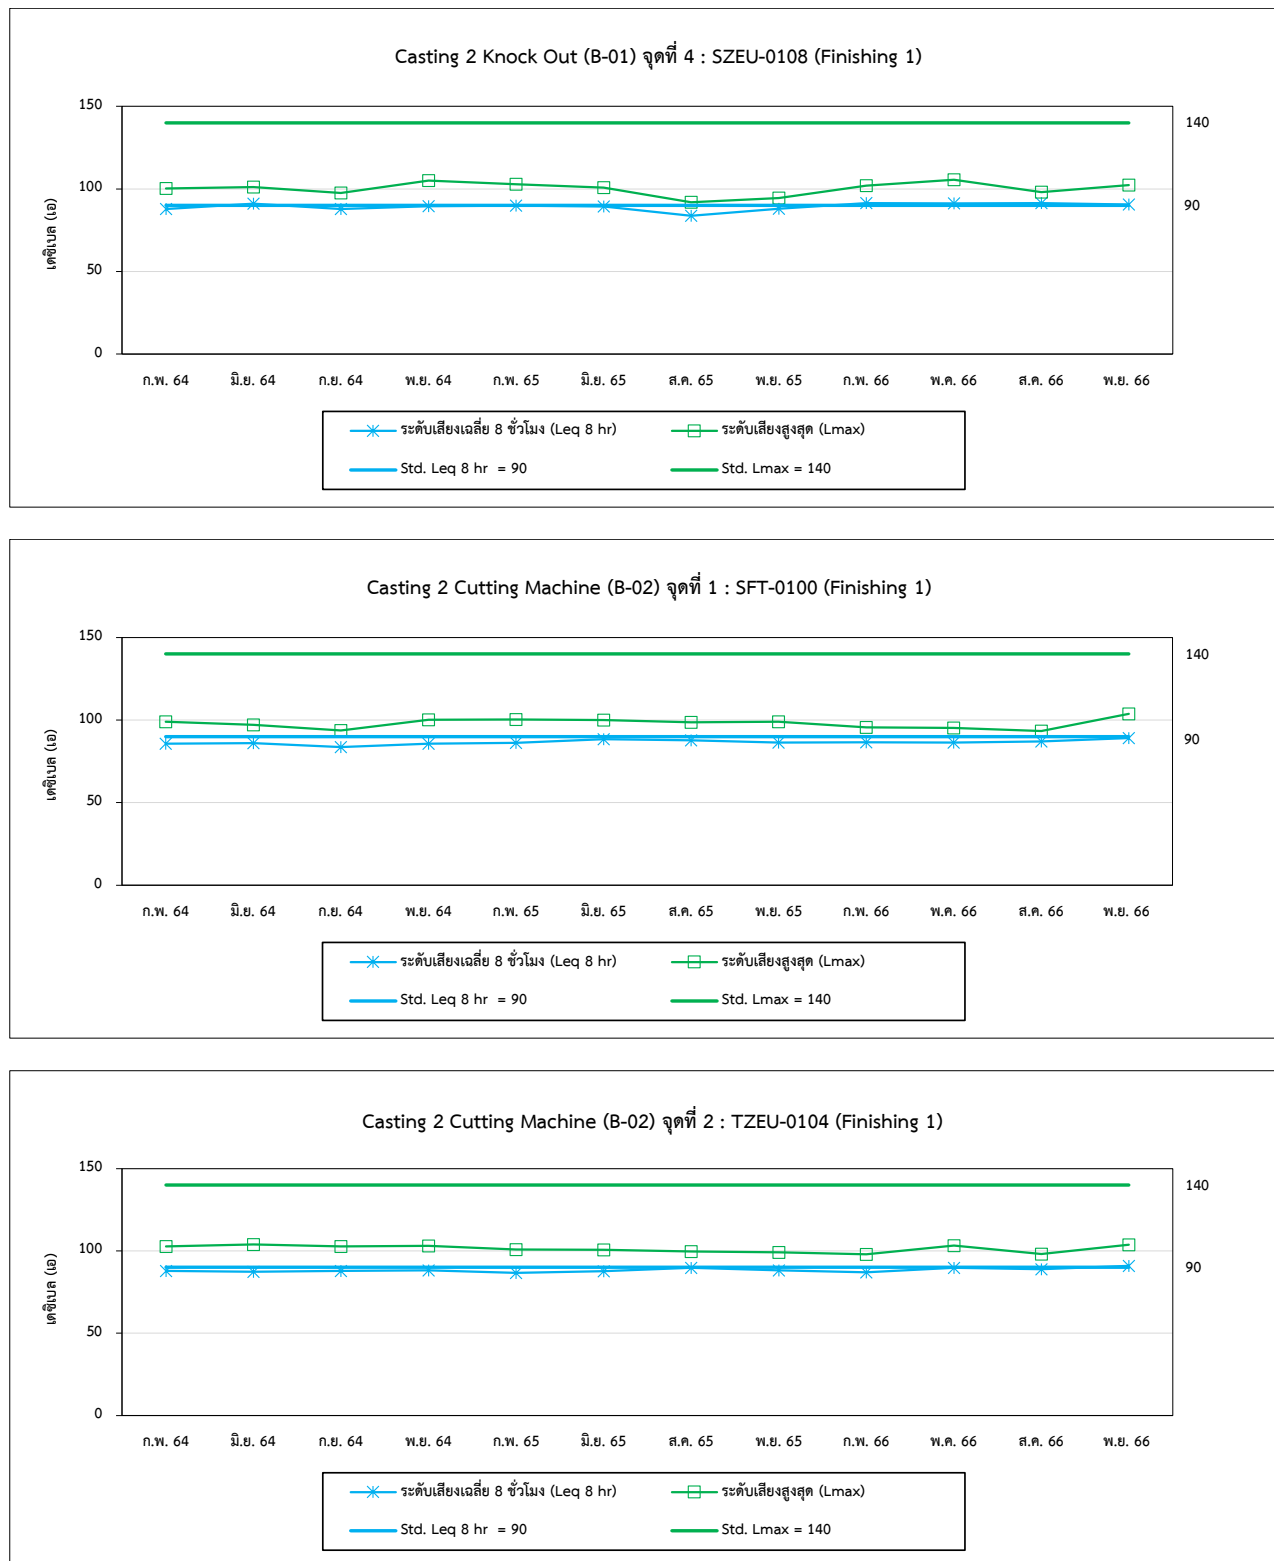 Casting 2 Knock Out (B-01) จุดที่ 4 : SZEU-0108 (Finishing 1)
150
140
100
90
50
0
เดซิเบล (เอ)
ก.พ. 64 มิ.ย. 64 ก.ย. 64 พ.ย. 64 ก.พ. 65 มิ.ย. 65 ส.ค. 65 พ.ย. 65 ก.พ. 66 พ.ค. 66 ส.ค. 66 พ.ย. 66
ระดับเสียงเฉลี่ย 8 ชั่วโมง (Leq 8 hr) ระดับเสียงสูงสุด (Lmax)
Std. Leq 8 hr = 90 Std. Lmax = 140
Casting 2 Cutting Machine (B-02) จุดที่ 1 : SFT-0100 (Finishing 1)
150
140
100
90
50
0
เดซิเบล (เอ)
ก.พ. 64 มิ.ย. 64 ก.ย. 64 พ.ย. 64 ก.พ. 65 มิ.ย. 65 ส.ค. 65 พ.ย. 65 ก.พ. 66 พ.ค. 66 ส.ค. 66 พ.ย. 66
ระดับเสียงเฉลี่ย 8 ชั่วโมง (Leq 8 hr) ระดับเสียงสูงสุด (Lmax)
Std. Leq 8 hr = 90 Std. Lmax = 140
Casting 2 Cutting Machine (B-02) จุดที่ 2 : TZEU-0104 (Finishing 1)
150
140
100
90
50
0
เดซิเบล (เอ)
ก.พ. 64 มิ.ย. 64 ก.ย. 64 พ.ย. 64 ก.พ. 65 มิ.ย. 65 ส.ค. 65 พ.ย. 65 ก.พ. 66 พ.ค. 66 ส.ค. 66 พ.ย. 66
ระดับเสียงเฉลี่ย 8 ชั่วโมง (Leq 8 hr) ระดับเสียงสูงสุด (Lmax)
Std. Leq 8 hr = 90 Std. Lmax = 140